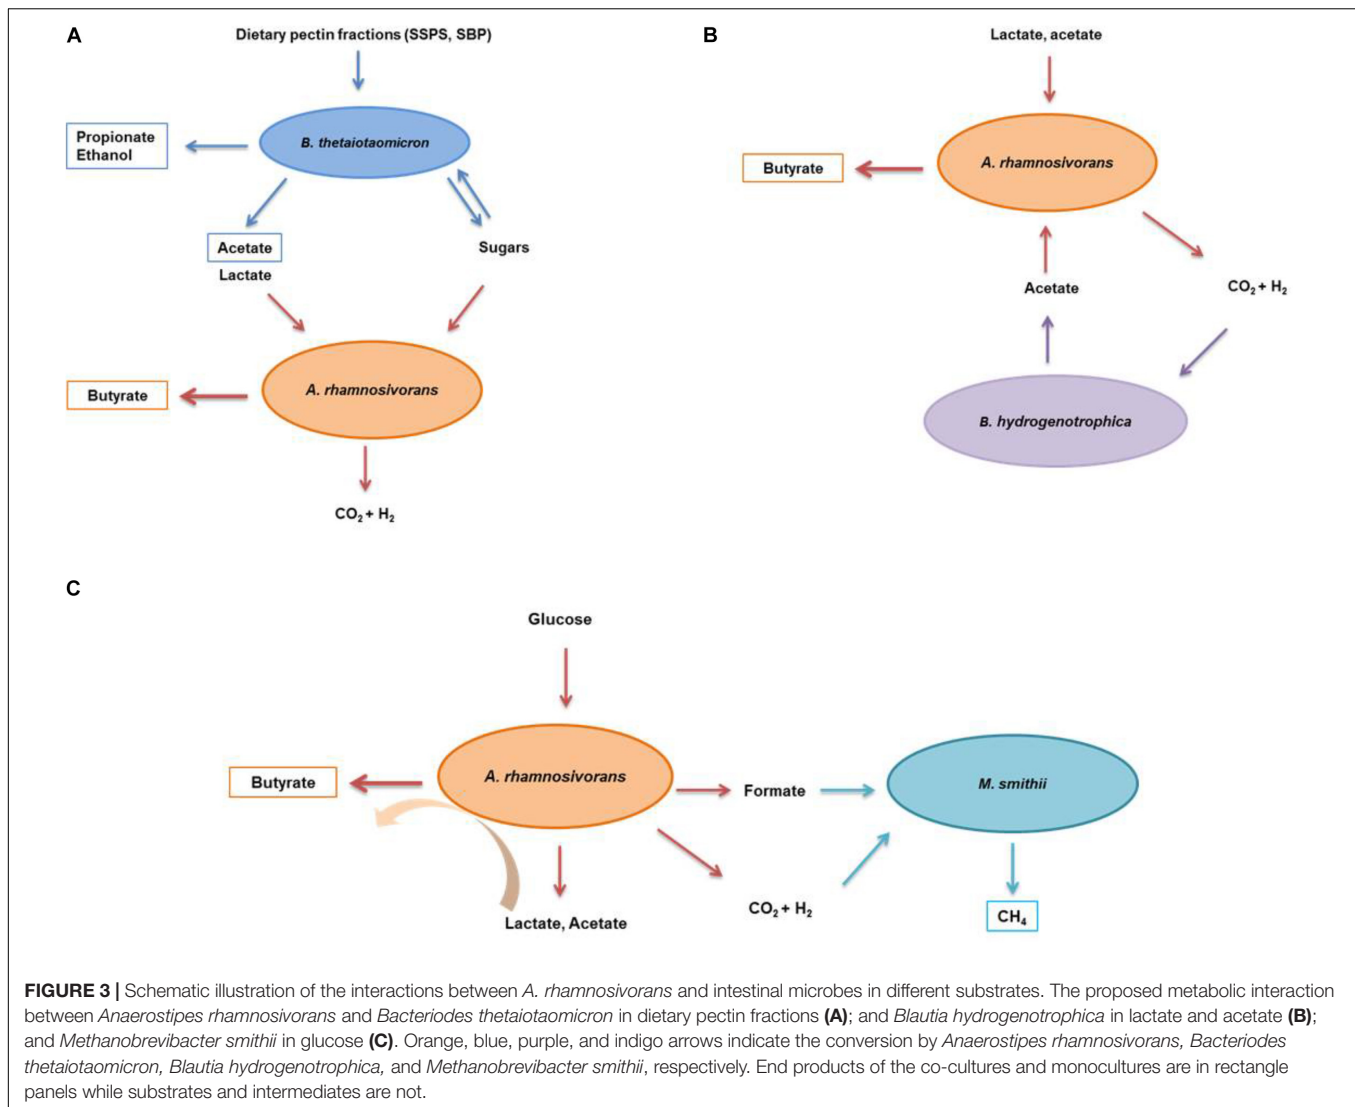 A
Dietary pectin fractions (SSPS, SBP)
B. thetaiotaomicron
Propionate
Ethanol
Acetate
Lactate
Sugars
A. rhamnosivorans
Butyrate
CO₂ + H₂
B
Lactate, acetate
A. rhamnosivorans
Butyrate
Acetate
CO₂ + H₂
B. hydrogenotrophica
C
Glucose
A. rhamnosivorans
Butyrate
Formate
M. smithii
Lactate, Acetate
CO₂ + H₂
CH₄
FIGURE 3 | Schematic illustration of the interactions between A. rhamnosivorans and intestinal microbes in different substrates. The proposed metabolic interaction
between Anaerostipes rhamnosivorans and Bacteriodes thetaiotaomicron in dietary pectin fractions (A); and Blautia hydrogenotrophica in lactate and acetate (B);
and Methanobrevibacter smithii in glucose (C). Orange, blue, purple, and indigo arrows indicate the conversion by Anaerostipes rhamnosivorans, Bacteriodes
thetaiotaomicron, Blautia hydrogenotrophica, and Methanobrevibacter smithii, respectively. End products of the co-cultures and monocultures are in rectangle
panels while substrates and intermediates are not.